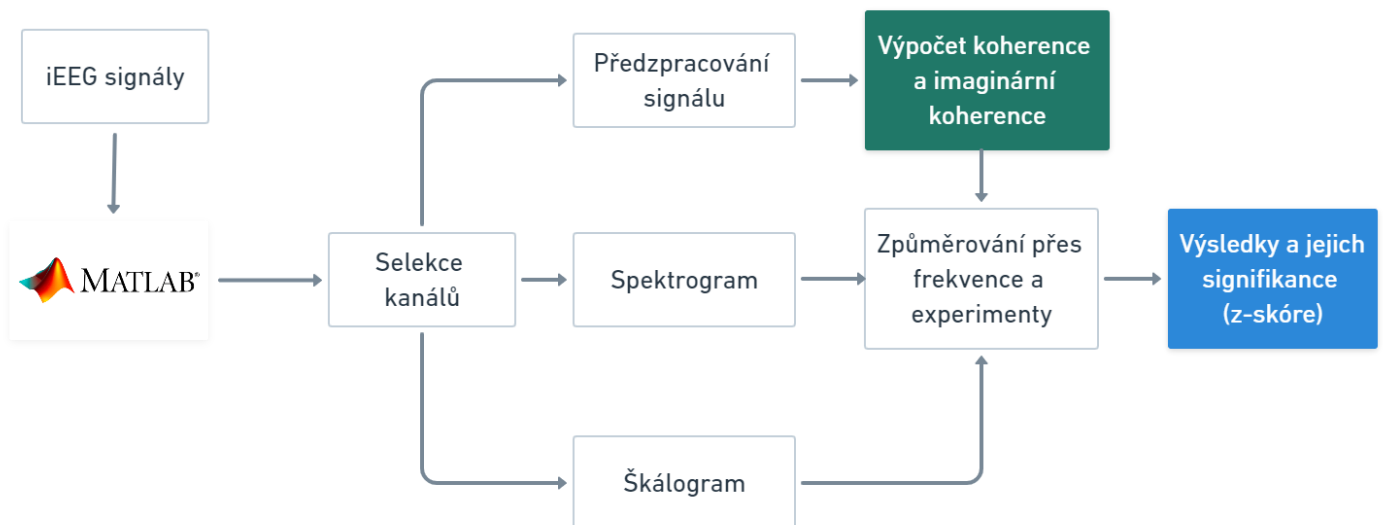 iEEG signály
MATLAB®
Selekce
kanálů
Předzpracování
signálu
Výpočet koherence
a imaginární
koherence
Spektrogram
Způměrování přes
frekvence a
experimenty
Výsledky a jejich
signifikance
(z-skóre)
Škálogram